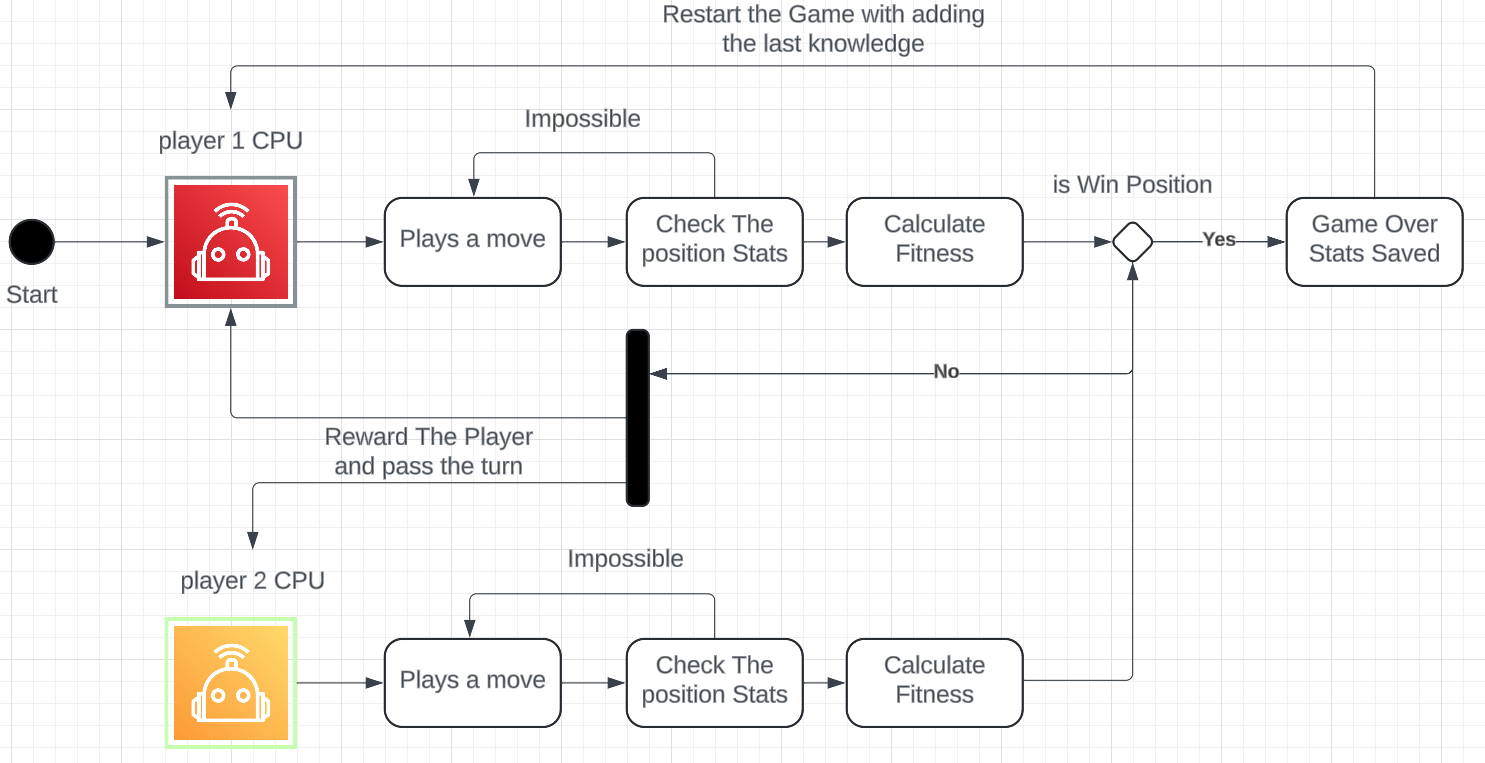 Restart the Game with adding
the last knowledge
Impossible
player 1 CPU
is Win Position
Plays a move
Check The
position Stats
Calculate
Fitness
Yes
Game Over
Stats Saved
Start
No
Reward The Player
and pass the turn
Impossible
player 2 CPU
Plays a move
Check The
position Stats
Calculate
Fitness